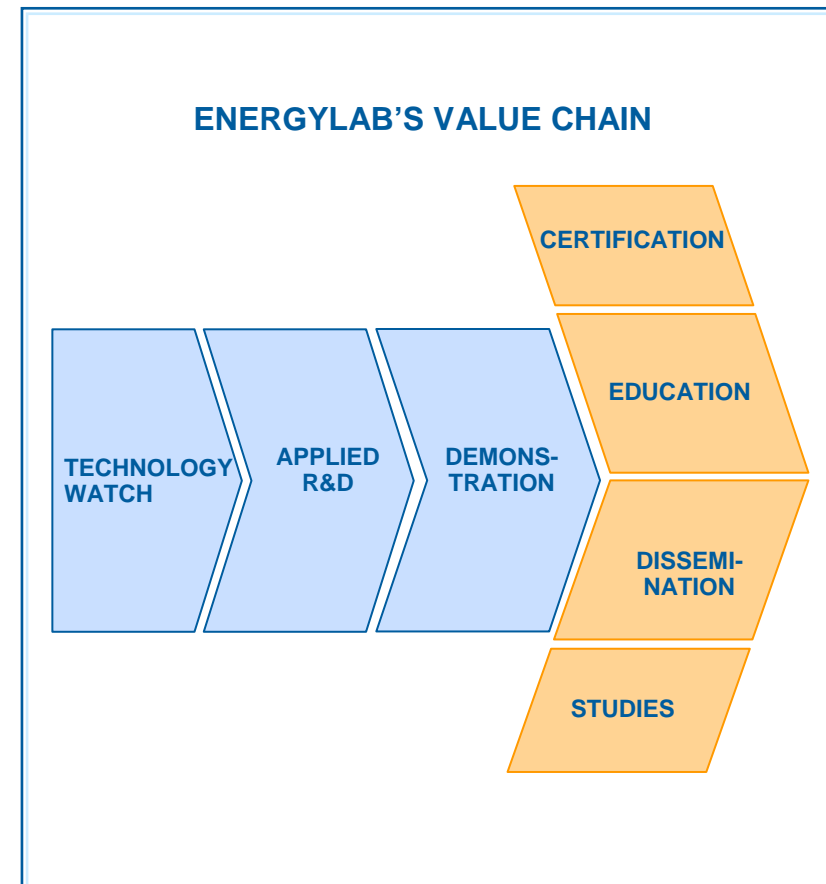 ENERGYLAB'S VALUE CHAIN
CERTIFICATION
EDUCATION
TECHNOLOGY
WATCH
APPLIED
R&D
DEMONS-
TRATION
DISSEMI-
NATION
STUDIES